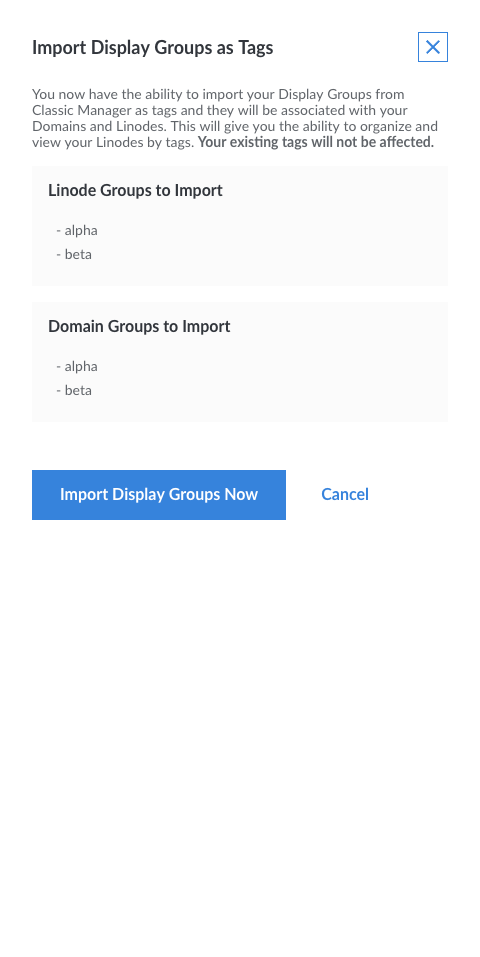 Import Display Groups as Tags
You now have the ability to import your Display Groups from
Classic Manager as tags and they will be associated with your
Domains and Linodes. This will give you the ability to organize and
view your Linodes by tags. Your existing tags will not be affected.
Linode Groups to Import
- alpha
- beta
Domain Groups to Import
- alpha
- beta
Import Display Groups Now
Cancel